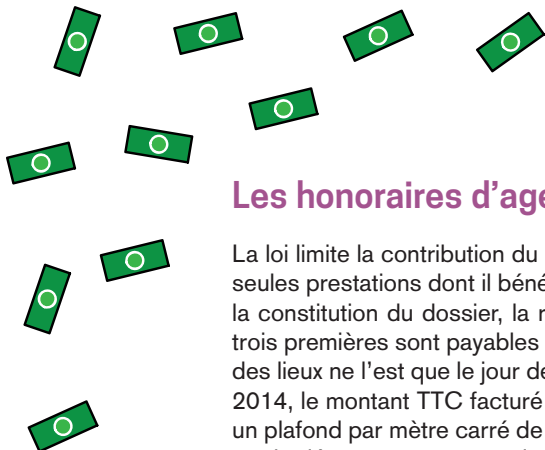 Les honoraires d'age
La loi limite la contribution du
seules prestations dont il béné
la constitution du dossier, la r
trois premières sont payables
des lieux ne l'est que le jour de
2014, le montant TTC facturé
un plafond par mètre carré de